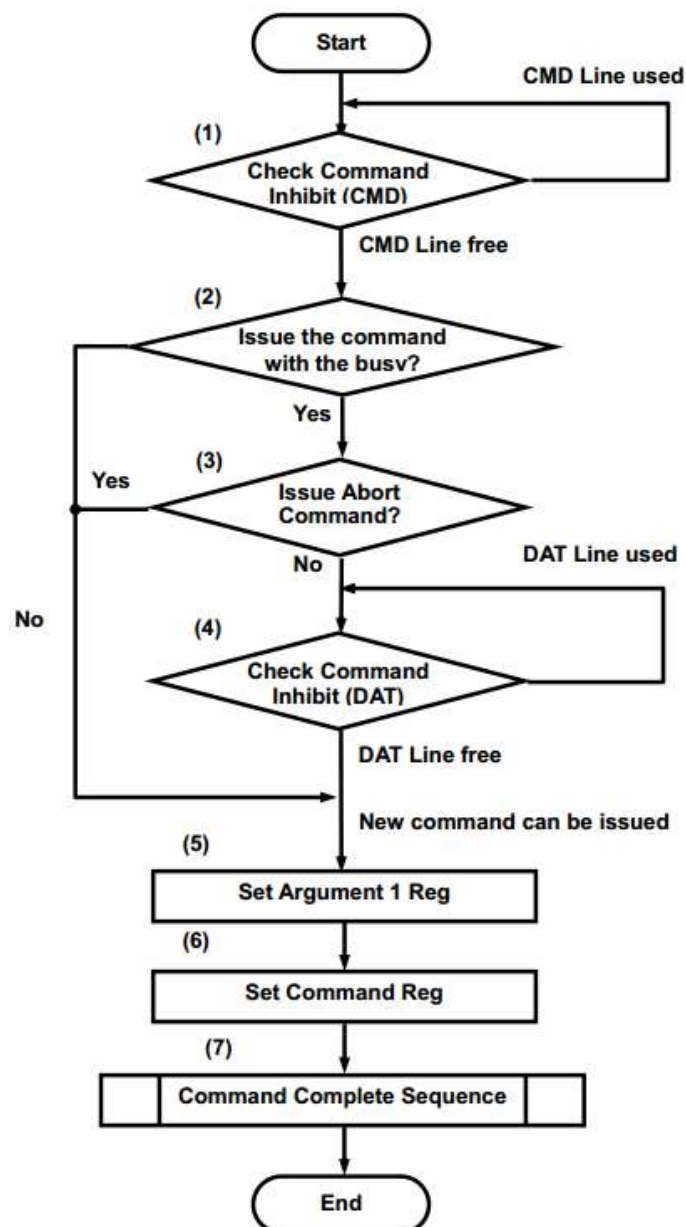 Start
CMD Line used
(1)
Check Command
Inhibit (CMD)
CMD Line free
(2)
Issue the command
with the busy?
Yes
(3)
Yes
Issue Abort
Command?
No
DAT Line used
No
(4)
Check Command
Inhibit (DAT)
DAT Line free
New command can be issued
(5)
Set Argument 1 Reg
(6)
Set Command Reg
(7)
Command Complete Sequence
End